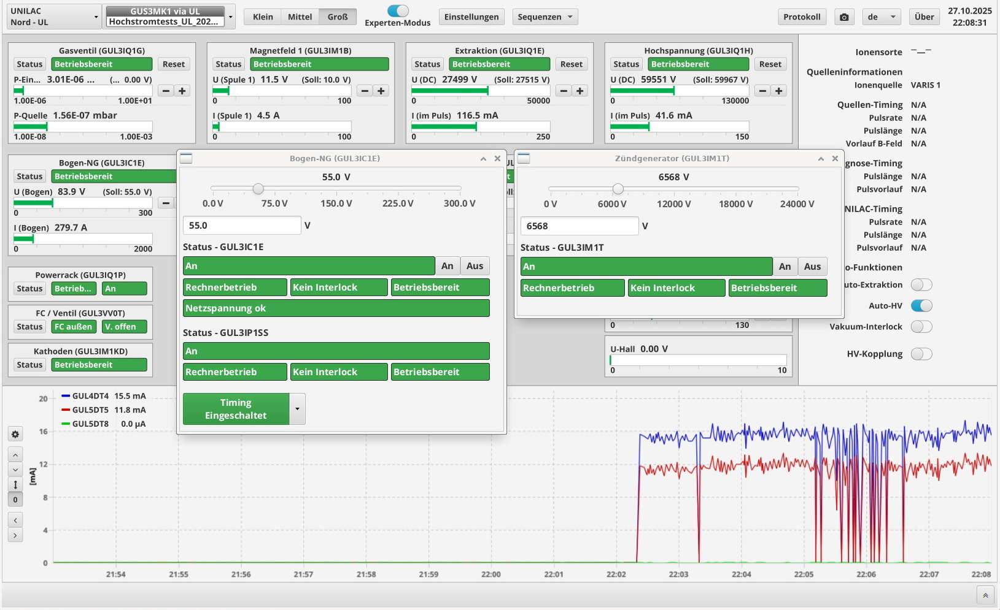 UNILAC
Nord - UL
GUS3MK1 via UL
Hochstromtests_UL_202...
Klein Mittel Groß
Experten-Modus
Einstellungen
Sequenzen
Protokoll
de
Über
27.10.2025
22:08:31
Gasventil (GUL3IQ1G)
Status Betriebsbereit Reset
P-Ein... 3.01E-06 ... (... 0.00 V)
1.00E-06 1.00E+01
P-Quelle 1.56E-07 mbar
1.00E-08 1.00E-03
Magnetfeld 1 (GUL3IM1B)
Status Betriebsbereit
U (Spule 1) 11.5 V (Soll: 10.0 V)
0 100
I (Spule 1) 4.5 A
0 100
Extraktion (GUL3IQ1E)
Status Betriebsbereit Reset
U (DC) 27499 V (Soll: 27515 V)
0 50000
I (im Puls) 116.5 mA
0 250
Hochspannung (GUL3IQ1H)
Status Betriebsbereit Reset
U (DC) 59551 V (Soll: 59967 V)
0 130000
I (im Puls) 41.6 mA
0 150
Ionensorte —
Quelleninformationen
Ionenquelle VARIS 1
Quellen-Timing N/A
Pulsrate N/A
Pulslänge N/A
Vorlauf B-Feld N/A
gnose-Timing
Pulslänge N/A
Pulsvorlauf N/A
NILAC-Timing
Pulsrate N/A
Pulslänge N/A
Pulsvorlauf N/A
o-Funktionen
uto-Extraktion
Auto-HV
Vakuum-Interlock
HV-Kopplung
Bogen-NG (GUL3IC1E)
Status Betriebsbereit
U (Bogen) 83.9 V (Soll: 55.0 V)
0 300
I (Bogen) 279.7 A
0 2000
Powerrack (GUL3IQ1P)
Status Betrieb... An
FC / Ventil (GUL3VV0T)
Status FC außen V. offen
Kathoden (GUL3IM1KD)
Status Betriebsbereit
Bogen-NG (GUL3IC1E)
55.0 V
0.0 V 75.0 V 150.0 V 225.0 V 300.0 V
55.0 V
Status - GUL3IC1E
An An Aus
Rechnerbetrieb Kein Interlock Betriebsbereit
Netzspannung ok
Status - GUL3IP1SS
An
Rechnerbetrieb Kein Interlock Betriebsbereit
Timing
Eingeschaltet
Zündgenerator (GUL3IM1T)
6568 V
0 V 6000 V 12000 V 18000 V 24000 V
6568 V
Status - GUL3IM1T
An An Aus
Rechnerbetrieb Kein Interlock Betriebsbereit
0 130
U-Hall 0.00 V
0 10
GUL4DT4 15.5 mA
GUL5DT5 11.8 mA
GUL5DT8 0.0 µA
[mA]
20
16
12
8
4
0
0
21:54 21:55 21:56 21:57 21:58 21:59 22:00 22:01 22:02 22:03 22:04 22:05 22:06 22:07 22:08